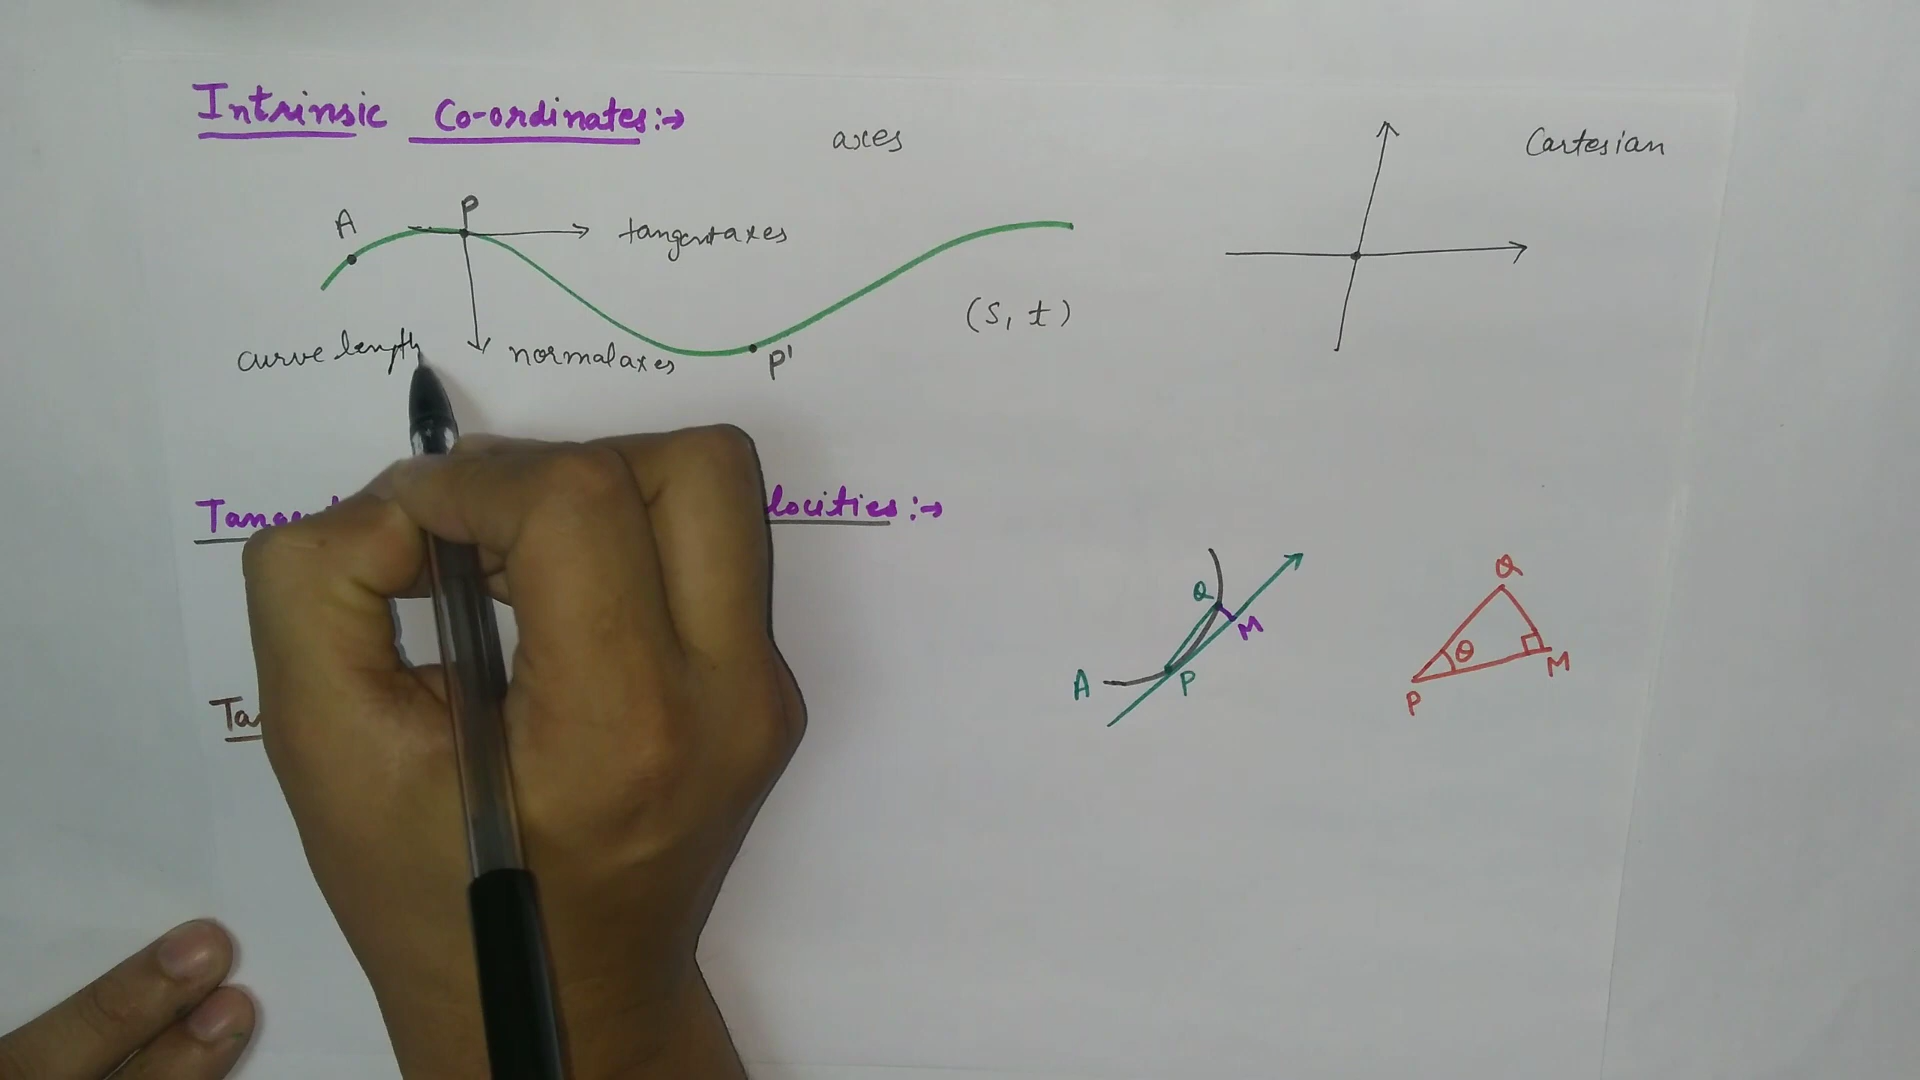 Intrinsic Co-ordinates:→
axes
Cartesian
A
P
tangentaxes
(S, t)
curve length
normalaxes
P'
locities:→
Q
M
A
P
Q
θ
M
P